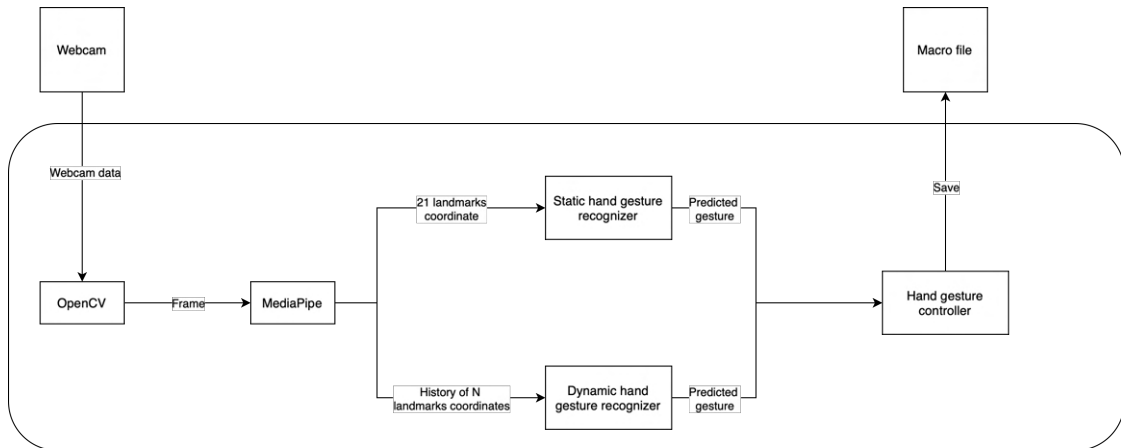 Webcam
Macro file
Webcam data
Save
21 landmarks
coordinate
Static hand gesture
recognizer
Predicted
gesture
OpenCV
Frame
MediaPipe
Hand gesture
controller
History of N
landmarks coordinates
Dynamic hand
gesture recognizer
Predicted
gesture